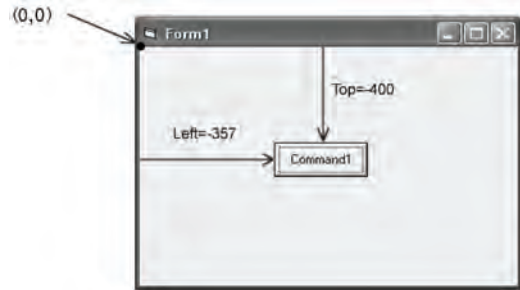 (0,0)
Form1
Top=-400
Left=-357
Command1